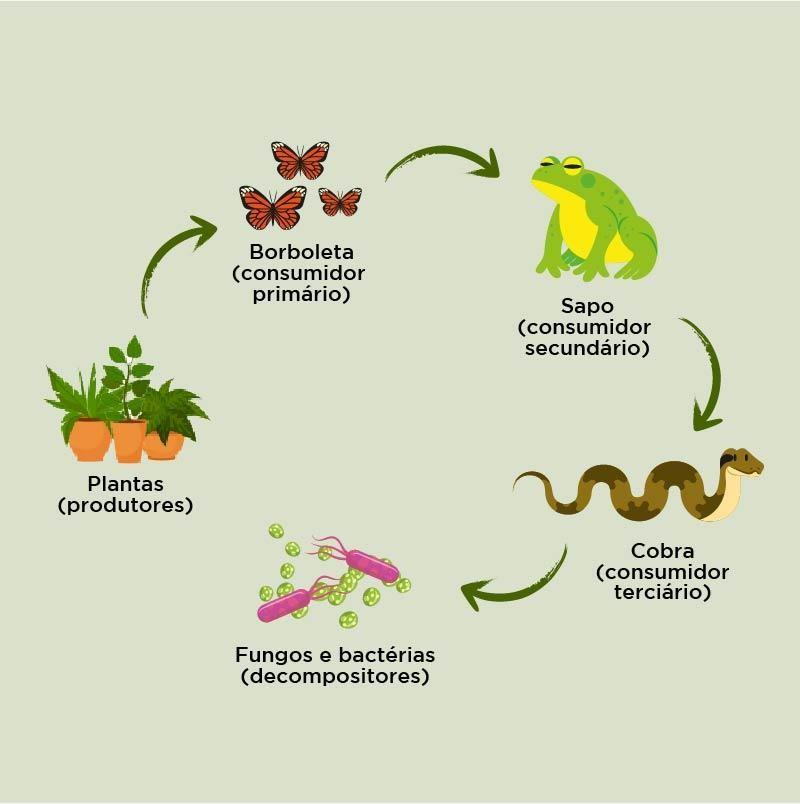 Borboleta
(consumidor
primário)
Sapo
(consumidor
secundário)
Plantas
(produtores)
Cobra
(consumidor
terciário)
Fungos e bactérias
(decompositores)